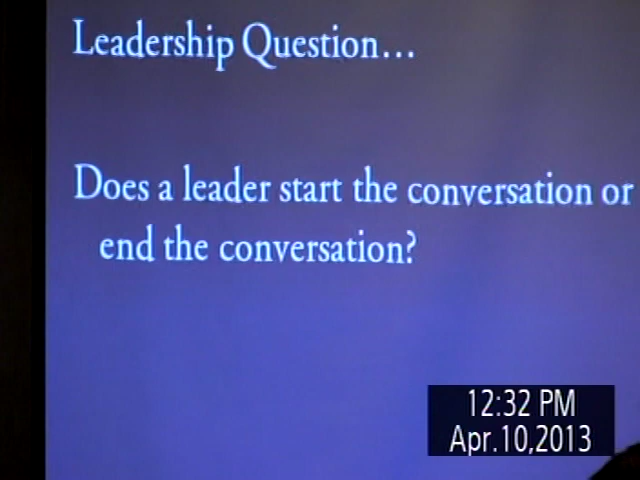 Leadership Question...
Does a leader start the conversation or
end the conversation?
12:32 PM
Apr.10,2013